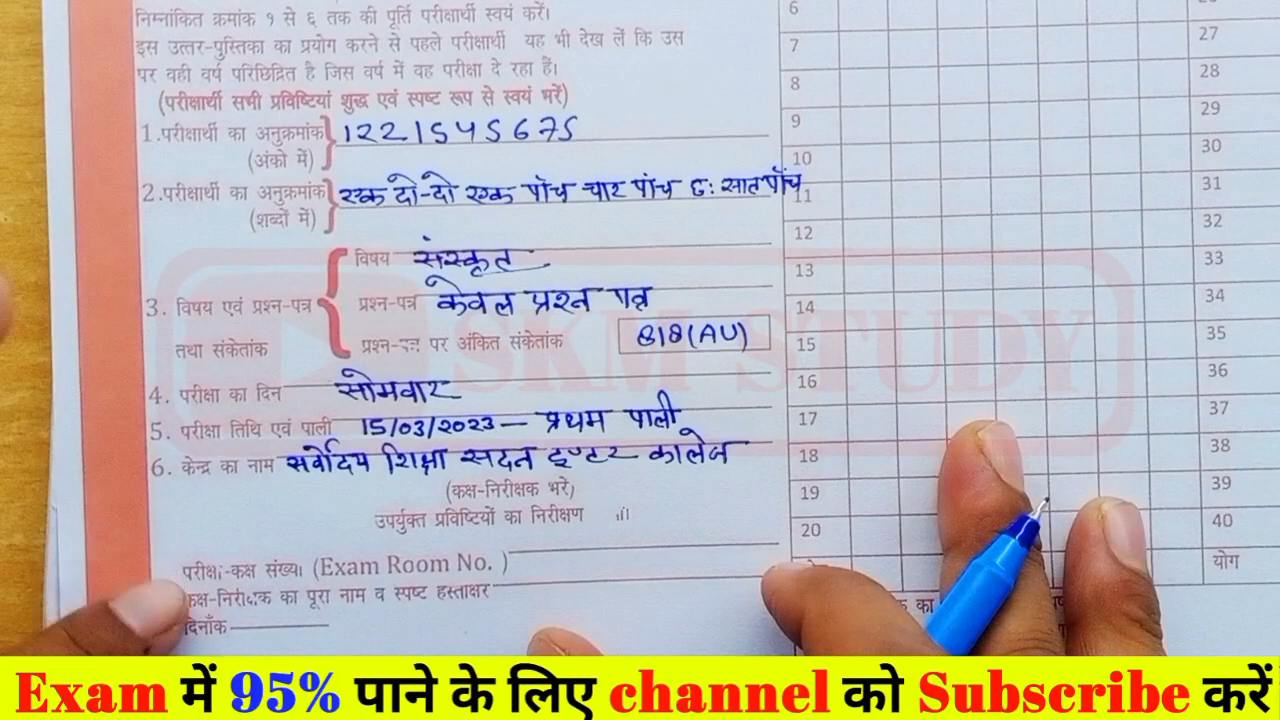 निम्नांकित क्रमांक १ से ६ तक की पूर्ति परीक्षार्थी स्वयं करें।
इस उत्तर-पुस्तिका का प्रयोग करने से पहले परीक्षार्थी यह भी देख लें कि उस
पर वही वर्ष परिछिद्रित है जिस वर्ष में वह परीक्षा दे रहा है।
(परीक्षार्थी सभी प्रविष्टियां शुद्ध एवं स्पष्ट रूप से स्वयं भरें)
1.परीक्षार्थी का अनुक्रमांक 1221545675
(अंको में)
2.परीक्षार्थी का अनुक्रमांक एक दो-दो एक पाँच चार पांच छः सात पाँच
(शब्दों में)
विषय संस्कृत
3. विषय एवं प्रश्न-पत्र प्रश्न-पत्र केवल प्रश्न पत्र
तथा संकेतांक प्रश्न-पत्र पर अंकित संकेतांक 818(AU)
4. परीक्षा का दिन सोमवार
5. परीक्षा तिथि एवं पाली 15/03/2023 – प्रथम पाली
6. केन्द्र का नाम सर्वोदय शिक्षा सदन इण्टर कालेज
(कक्ष-निरीक्षक भरें)
उपर्युक्त प्रविष्टियों का निरीक्षण
परीक्षा-कक्ष संख्या (Exam Room No. )
कक्ष-निरीक्षक का पूरा नाम व स्पष्ट हस्ताक्षर
दिनाँक
6
7 27
8 28
9 29
10 30
11 31
12 32
13 33
14 34
15 35
16 36
17 37
18 38
19 39
20 40
योग
का
SKM STUDY
Exam में 95% पाने के लिए channel को Subscribe करें